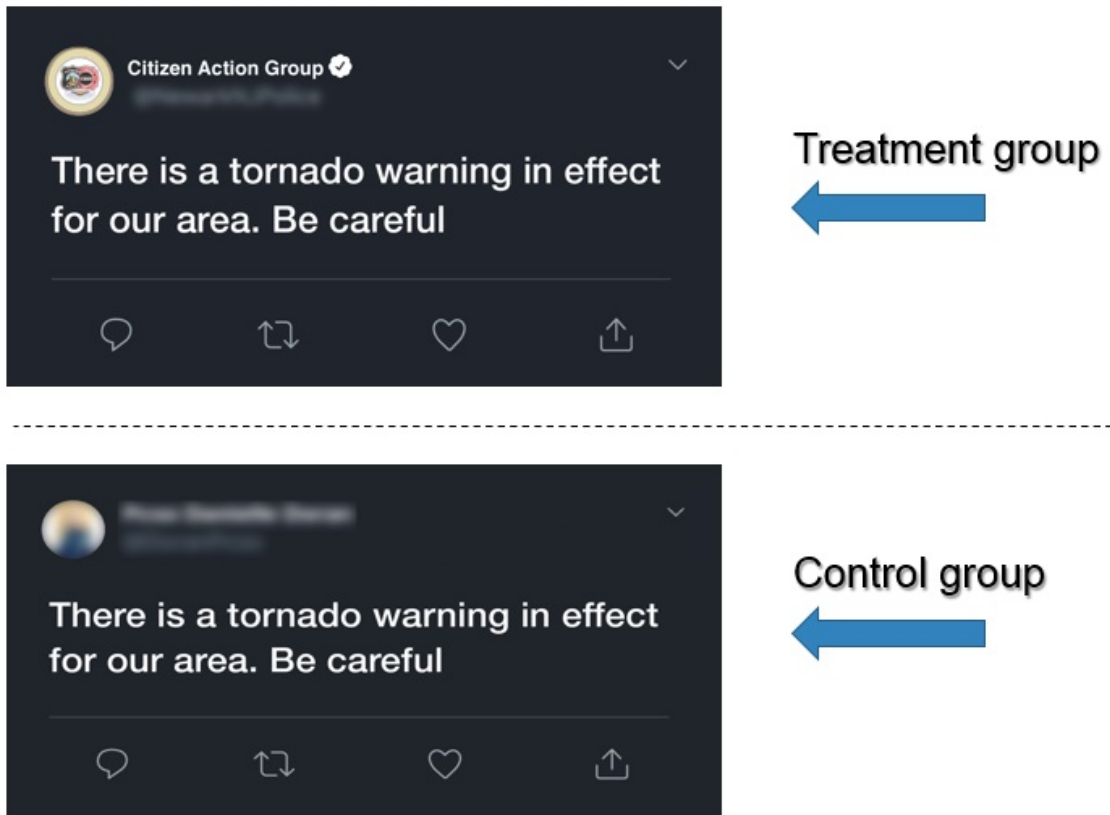 Citizen Action Group
There is a tornado warning in effect
for our area. Be careful
Treatment group
There is a tornado warning in effect
for our area. Be careful
Control group